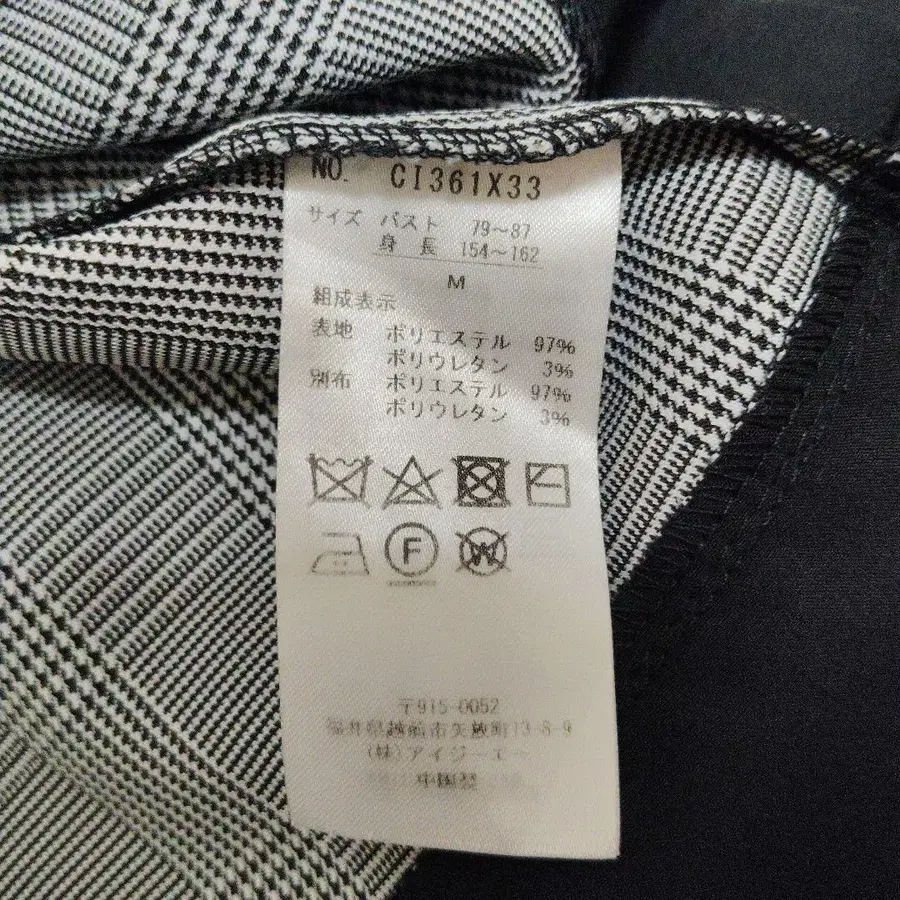 NO. CI361X33
サイズ バスト 79~87
身長 154~162
M
組成表示
表地 ポリエステル 97%
ポリウレタン 3%
別布 ポリエステル 97%
ポリウレタン 3%
F
W
〒915-0052
福井県越前市矢放町13-8-9
(株)アイジーエー
中国製